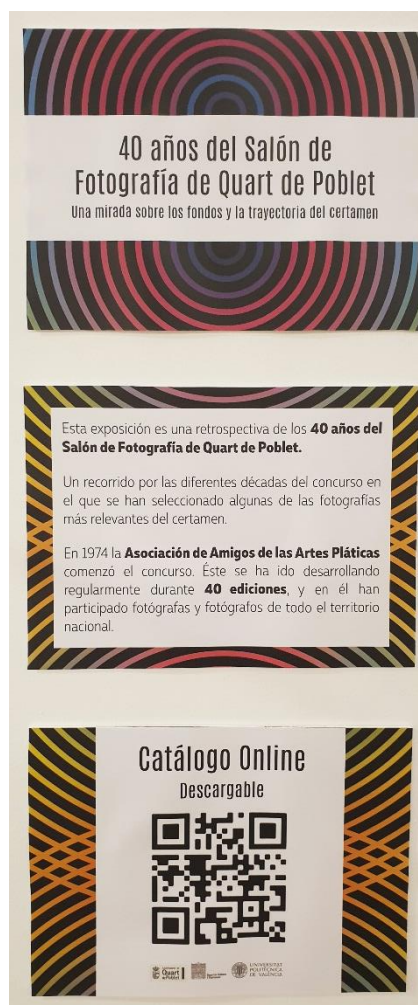 40 años del Salón de
Fotografía de Quart de Poblet
Una mirada sobre los fondos y la trayectoria del certamen
Esta exposición es una retrospectiva de los 40 años del
Salón de Fotografía de Quart de Poblet.
Un recorrido por las diferentes décadas del concurso en
el que se han seleccionado algunas de las fotografías
más relevantes del certamen.
En 1974 la Asociación de Amigos de las Artes Pláticas
comenzó el concurso. Éste se ha ido desarrollando
regularmente durante 40 ediciones, y en él han
participado fotógrafas y fotógrafos de todo el territorio
nacional.
Catálogo Online
Descargable
Quart
de Poblet
UNIVERSITAT
POLITÈCNICA
DE VALÈNCIA